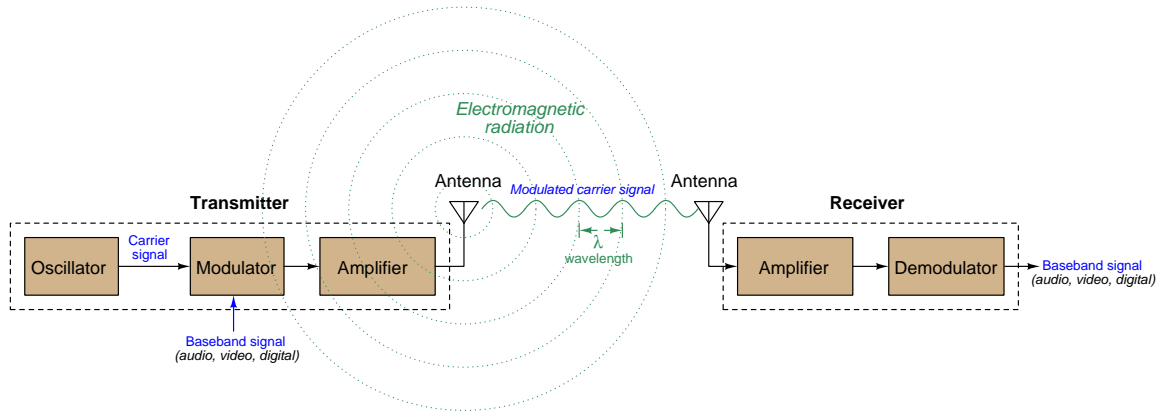 Electromagnetic
radiation
Antenna
Modulated carrier signal
Antenna
Transmitter
Receiver
Carrier
signal
Oscillator
Modulator
Amplifier
λ
wavelength
Amplifier
Demodulator
Baseband signal
(audio, video, digital)
Baseband signal
(audio, video, digital)